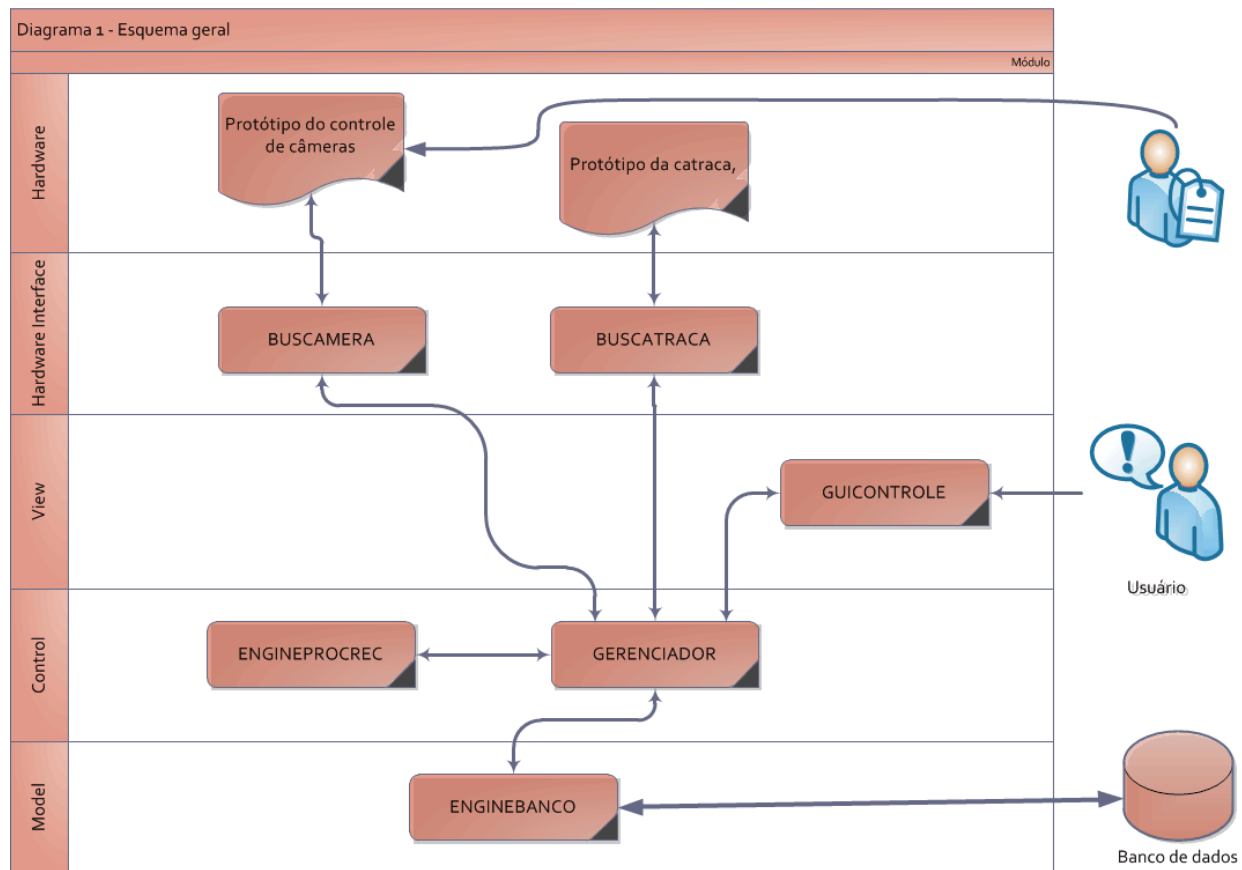 Diagrama 1 - Esquema geral
Módulo
Hardware
Protótipo do controle
de câmeras
Protótipo da catraca,
Hardware Interface
BUSCAMERA
BUSCATRACA
View
GUICONTROLE
Usuário
Control
ENGINEPROCREC
GERENCIADOR
Model
ENGINEBANCO
Banco de dados